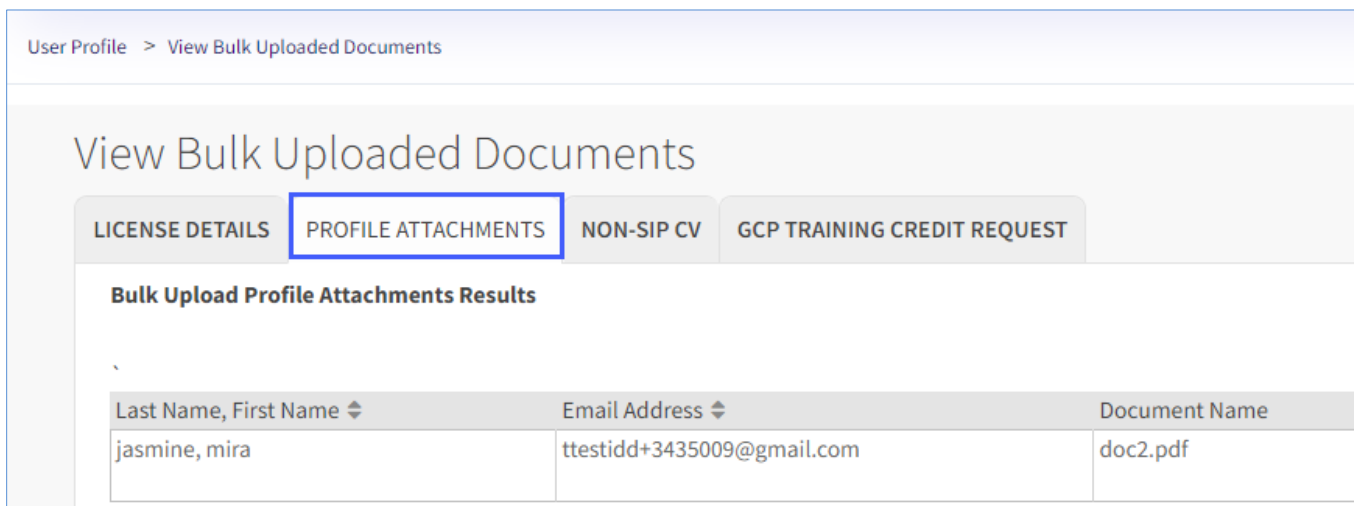 User Profile > View Bulk Uploaded Documents
View Bulk Uploaded Documents
LICENSE DETAILS PROFILE ATTACHMENTS NON-SIP CV GCP TRAINING CREDIT REQUEST
Bulk Upload Profile Attachments Results
`
Last Name, First Name Email Address Document Name
jasmine, mira ttestidd+3435009@gmail.com doc2.pdf